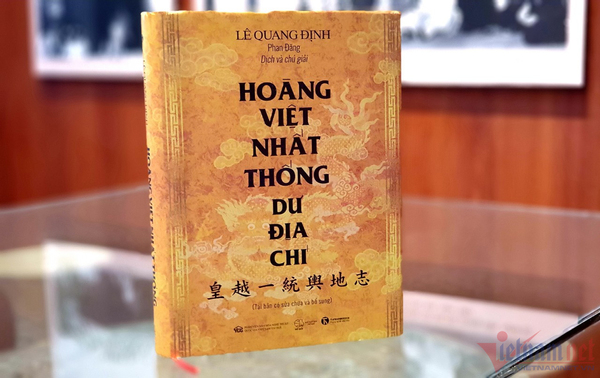 LÊ QUANG ĐỊNH
Phan Đăng
Dịch và chú giải
HOÀNG
VIỆT
NHẤT
THỐNG
DƯ
ĐỊA
CHÍ
皇越一統輿地志
(Tái bản có sửa chữa và bổ sung)